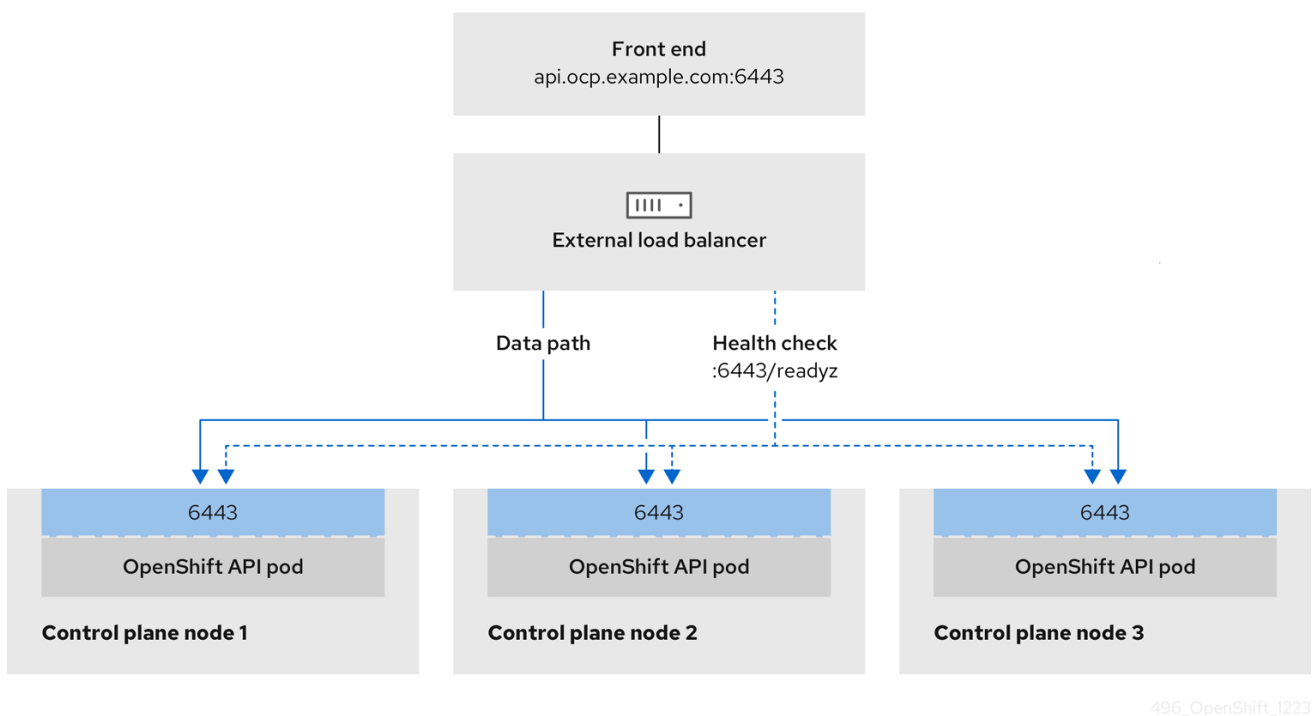 Front end
api.ocp.example.com:6443
External load balancer
Data path
Health check
:6443/readyz
6443
OpenShift API pod
Control plane node 1
6443
OpenShift API pod
Control plane node 2
6443
OpenShift API pod
Control plane node 3
496_OpenShift_1223